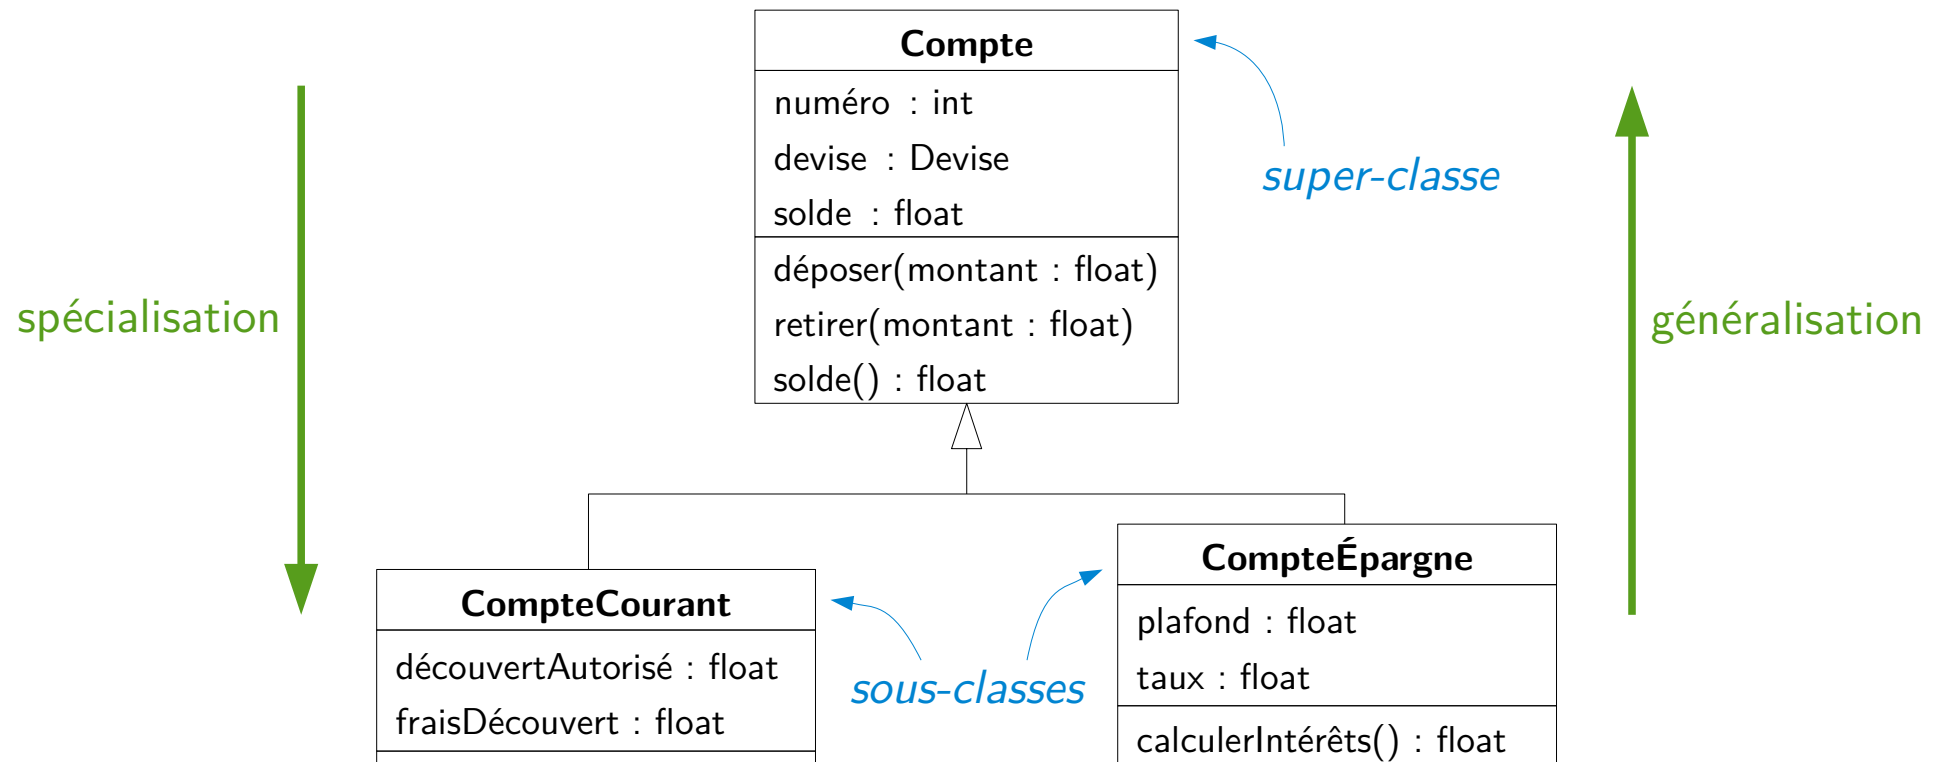 Compte
numéro : int
devise : Devise
solde : float
déposer(montant : float)
retirer(montant : float)
solde() : float
super-classe
spécialisation
généralisation
CompteCourant
découvertAutorisé : float
fraisDécouvert : float
sous-classes
CompteÉpargne
plafond : float
taux : float
calculerIntérêts() : float